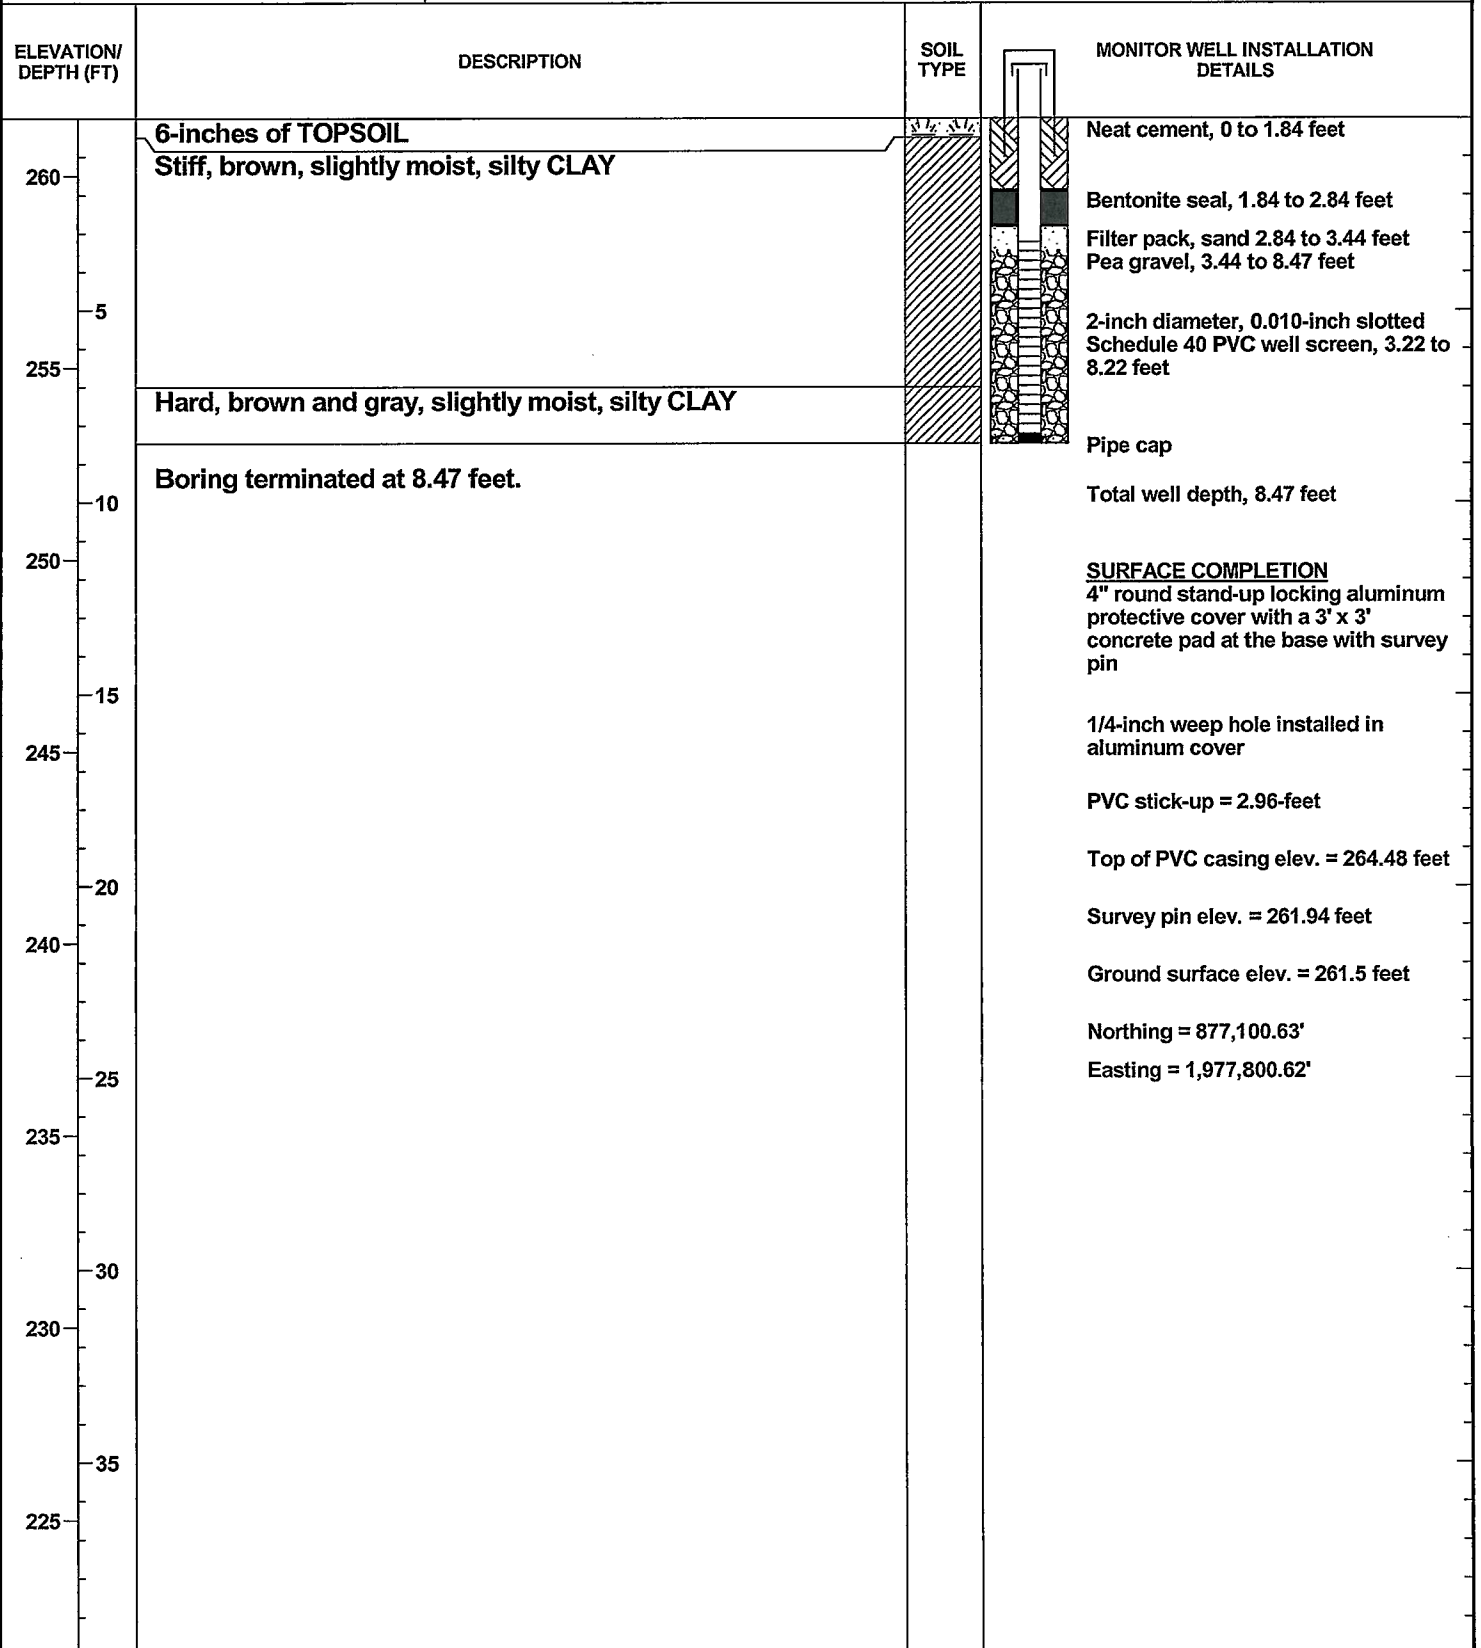 ELEVATION/
DEPTH (FT)
DESCRIPTION
SOIL
TYPE
MONITOR WELL INSTALLATION
DETAILS
6-inches of TOPSOIL
Stiff, brown, slightly moist, silty CLAY
Hard, brown and gray, slightly moist, silty CLAY
Boring terminated at 8.47 feet.
260
5
255
10
250
15
245
20
240
25
235
30
230
35
225
Neat cement, 0 to 1.84 feet
Bentonite seal, 1.84 to 2.84 feet
Filter pack, sand 2.84 to 3.44 feet
Pea gravel, 3.44 to 8.47 feet
2-inch diameter, 0.010-inch slotted
Schedule 40 PVC well screen, 3.22 to
8.22 feet
Pipe cap
Total well depth, 8.47 feet
SURFACE COMPLETION
4" round stand-up locking aluminum
protective cover with a 3' x 3'
concrete pad at the base with survey
pin
1/4-inch weep hole installed in
aluminum cover
PVC stick-up = 2.96-feet
Top of PVC casing elev. = 264.48 feet
Survey pin elev. = 261.94 feet
Ground surface elev. = 261.5 feet
Northing = 877,100.63'
Easting = 1,977,800.62'